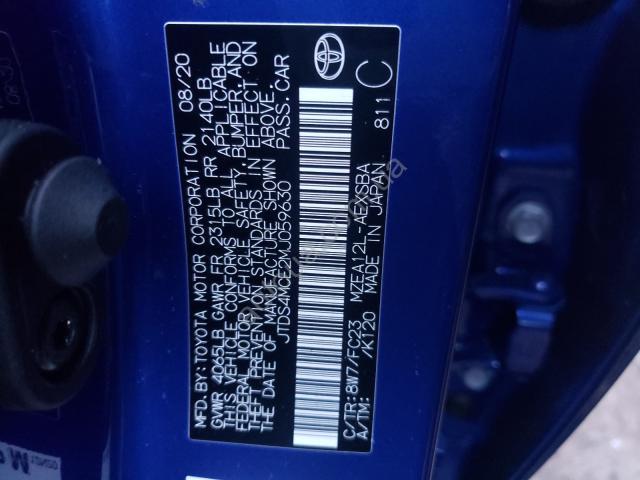 MFD. BY: TOYOTA MOTOR CORPORATION 08/20
GVWR 4065LB GAWR FR 2315LB RR 2140LB
THIS VEHICLE CONFORMS TO ALL APPLICABLE
FEDERAL MOTOR VEHICLE SAFETY, BUMPER, AND
THEFT PREVENTION STANDARDS IN EFFECT ON
THE DATE OF MANUFACTURE SHOWN ABOVE.
JTDS4MCE2MJ059630 PASS. CAR
C/TR: 8W7/FC23 MZEA12L-AEXSBA
A/TM: /KT20 MADE IN JAPAN 811
C